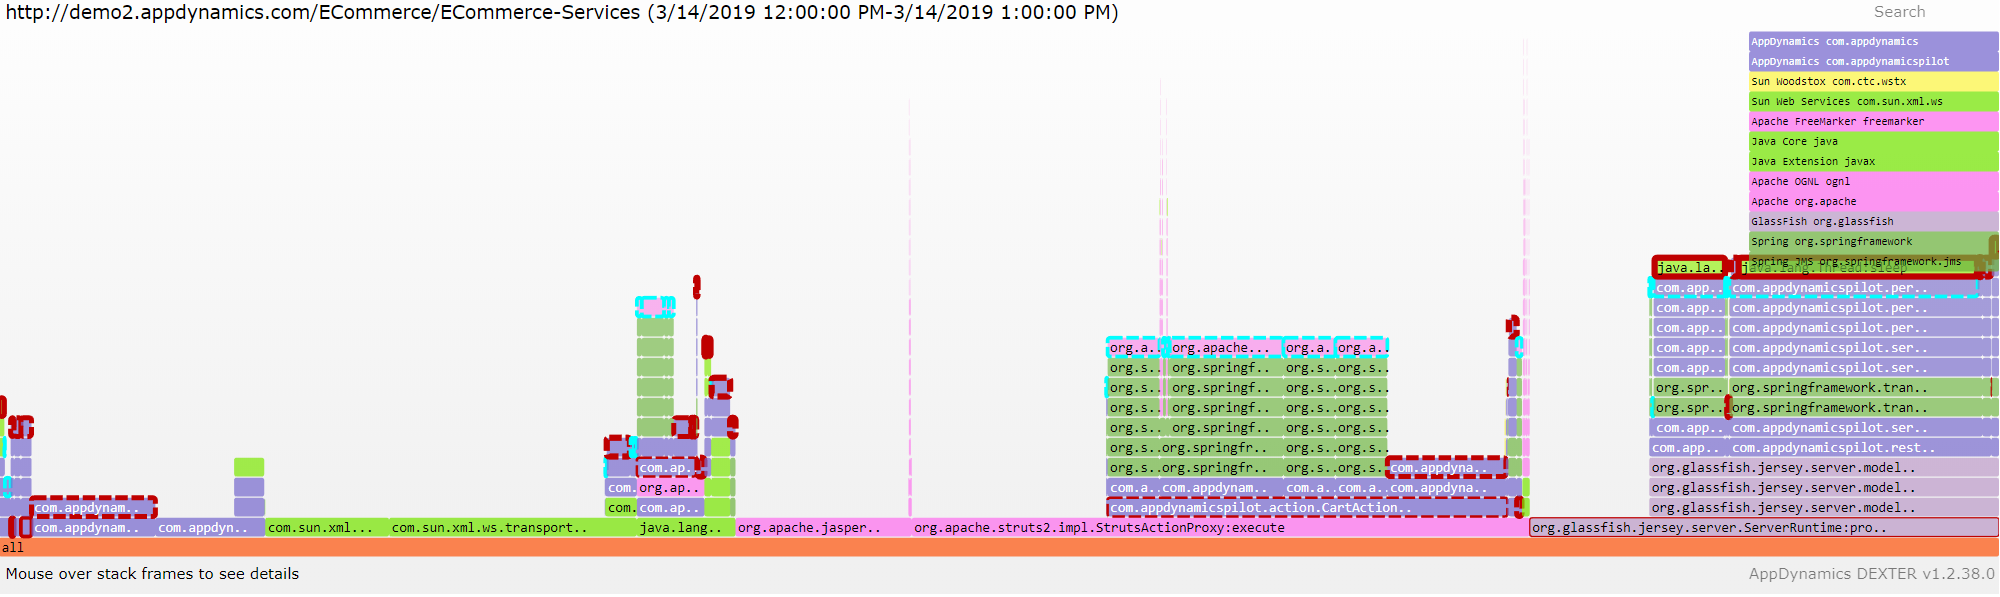 http://demo2.appdynamics.com/ECommerce/ECommerce-Services (3/14/2019 12:00:00 PM-3/14/2019 1:00:00 PM)
Search
AppDynamics com.appdynamics
AppDynamics com.appdynamicspilot
Sun Woodstox com.ctc.wstx
Sun Web Services com.sun.xml.ws
Apache FreeMarker freemarker
Java Core java
Java Extension javax
Apache OGNL ognl
Apache org.apache
GlassFish org.glassfish
Spring org.springframework
Spring JMS org.springframework.jms
java.la.. java.lang.Thread:sleep
com.app.. com.appdynamicspilot.per..
com.app.. com.appdynamicspilot.per..
com.app.. com.appdynamicspilot.per..
org.a.. org.apache... org.a.. org.a.. com.app.. com.appdynamicspilot.ser..
org.s.. org.springf.. org.s.. org.s.. com.app.. com.appdynamicspilot.ser..
org.s.. org.springf.. org.s.. org.s.. org.spr.. org.springframework.tran..
org.s.. org.springf.. org.s.. org.s.. org.spr.. org.springframework.tran..
org.s.. org.springf.. org.s.. org.s.. com.app.. com.appdynamicspilot.ser..
org.s.. org.springfr.. org.s.. org.s.. com.app.. com.appdynamicspilot.rest..
com.ap.. org.s.. org.springfr.. org.s.. org.s.. com.appdyna.. org.glassfish.jersey.server.model..
com. org.ap.. com.a.. com.appdynam.. com.a.. com.a.. com.appdyna.. org.glassfish.jersey.server.model..
com.appdynam.. com. com.ap.. com.appdynamicspilot.action.CartAction.. org.glassfish.jersey.server.model..
com.appdynam.. com.appdyn.. com.sun.xml... com.sun.xml.ws.transport.. java.lang.. org.apache.jasper.. org.apache.struts2.impl.StrutsActionProxy:execute org.glassfish.jersey.server.ServerRuntime:pro..
all
Mouse over stack frames to see details
AppDynamics DEXTER v1.2.38.0